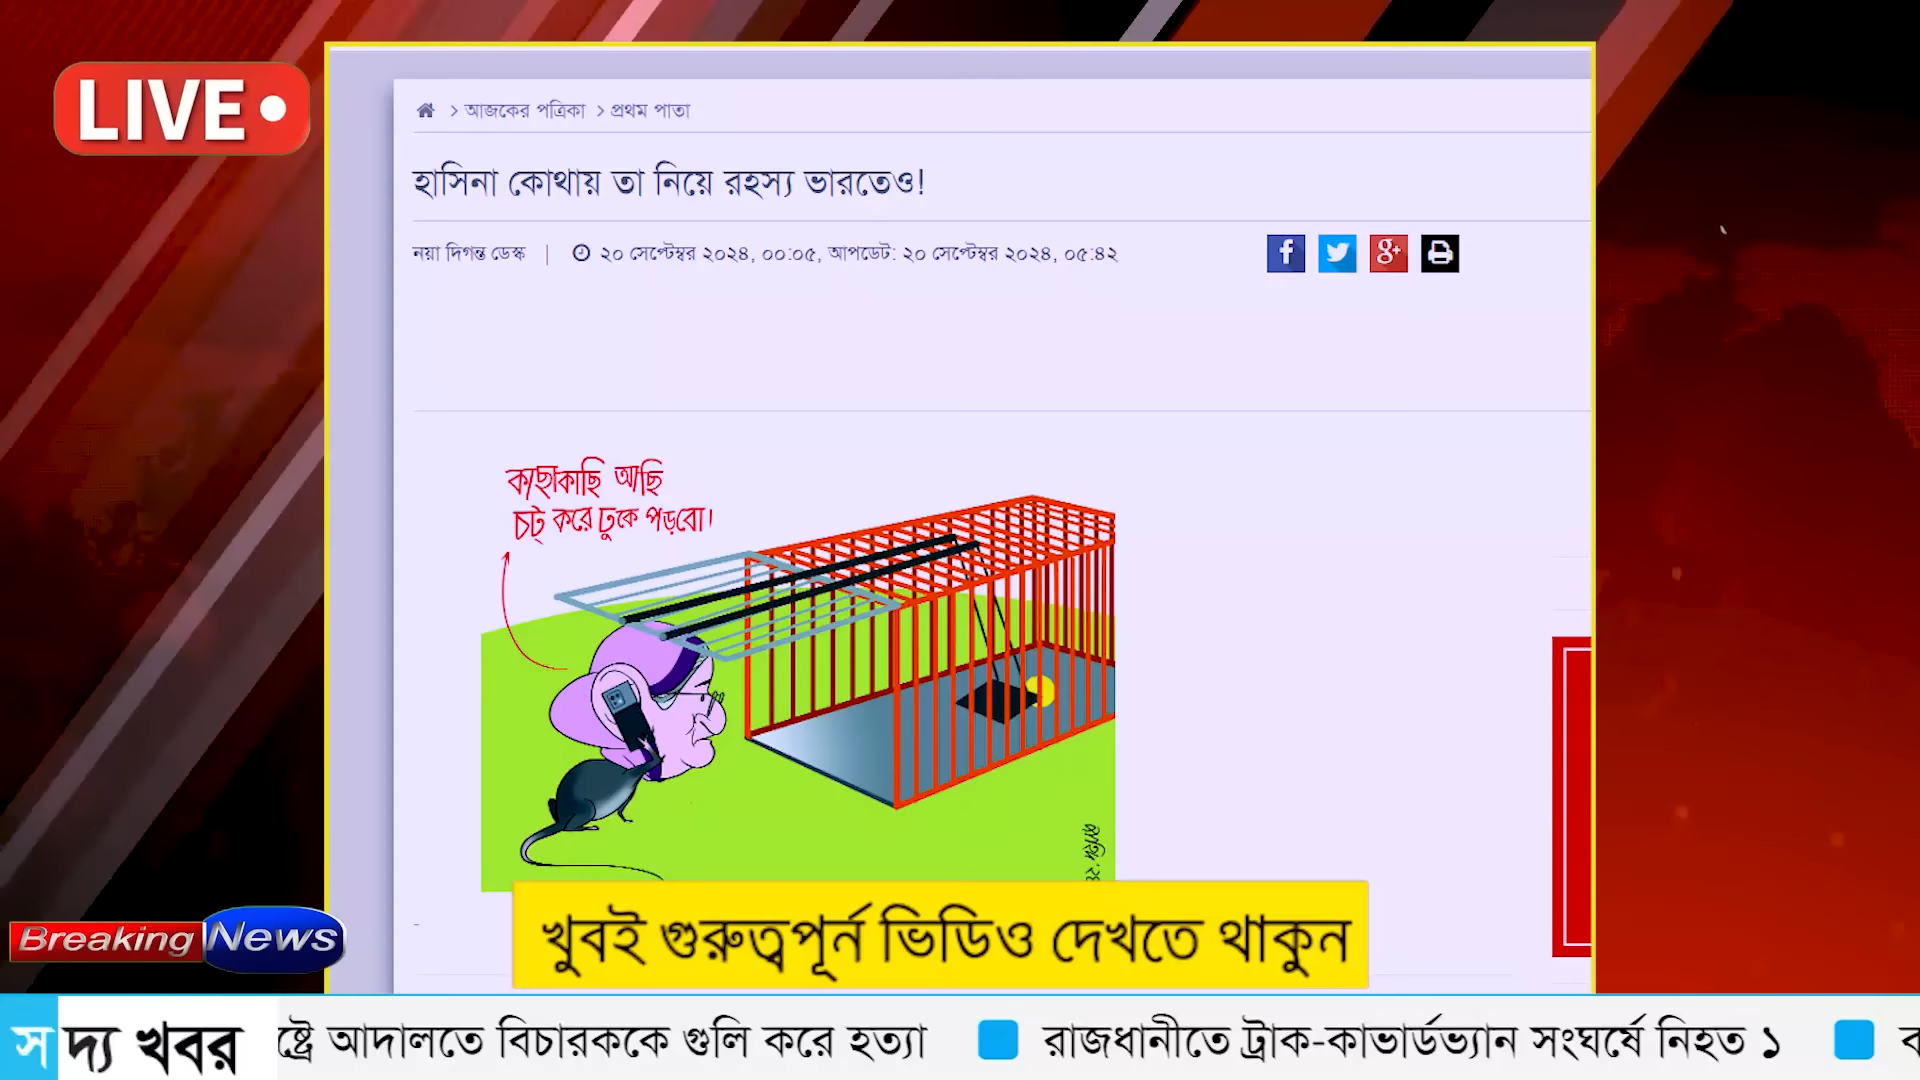 LIVE
আজকের পত্রিকা > প্রথম পাতা
হাসিনা কোথায় তা নিয়ে রহস্য ভারতেও!
নয়া দিগন্ত ডেস্ক | ২০ সেপ্টেম্বর ২০২৪, ০০:০৫, আপডেট: ২০ সেপ্টেম্বর ২০২৪, ০৫:৪২
কাছাকাছি আছি
চট্ করে ঢুকে পড়বো।
Breaking News
খুবই গুরুত্বপূর্ন ভিডিও দেখতে থাকুন
সদ্য খবর
ষ্ট্রে আদালতে বিচারককে গুলি করে হত্যা
রাজধানীতে ট্রাক-কাভার্ডভ্যান সংঘর্ষে নিহত ১